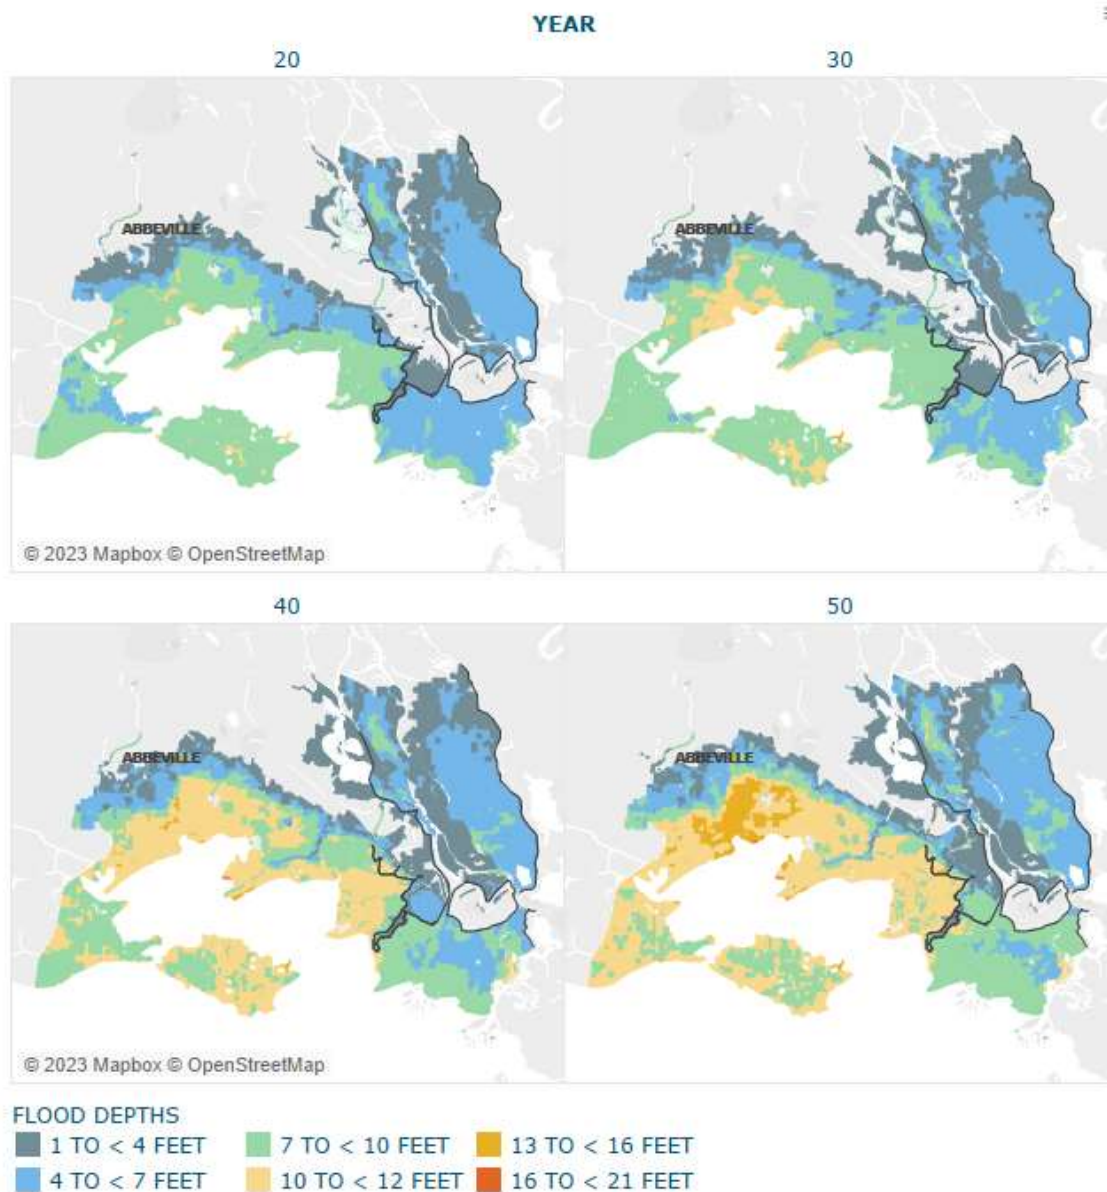 YEAR
20
30
ABBEVILLE
ABBEVILLE
© 2023 Mapbox © OpenStreetMap
40
50
ABBEVILLE
ABBEVILLE
© 2023 Mapbox © OpenStreetMap
FLOOD DEPTHS
1 TO < 4 FEET
7 TO < 10 FEET
13 TO < 16 FEET
4 TO < 7 FEET
10 TO < 12 FEET
16 TO < 21 FEET